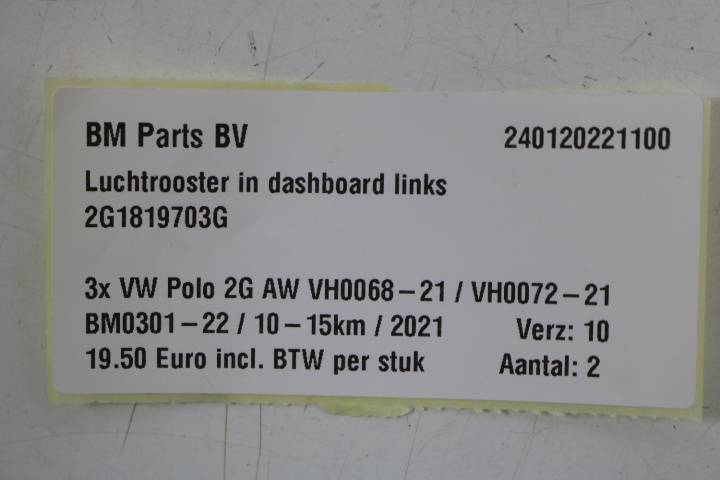 BM Parts BV 240120221100
Luchtrooster in dashboard links
2G1819703G
3x VW Polo 2G AW VH0068-21 / VH0072-21
BM0301-22 / 10-15km / 2021 Verz: 10
19.50 Euro incl. BTW per stuk Aantal: 2